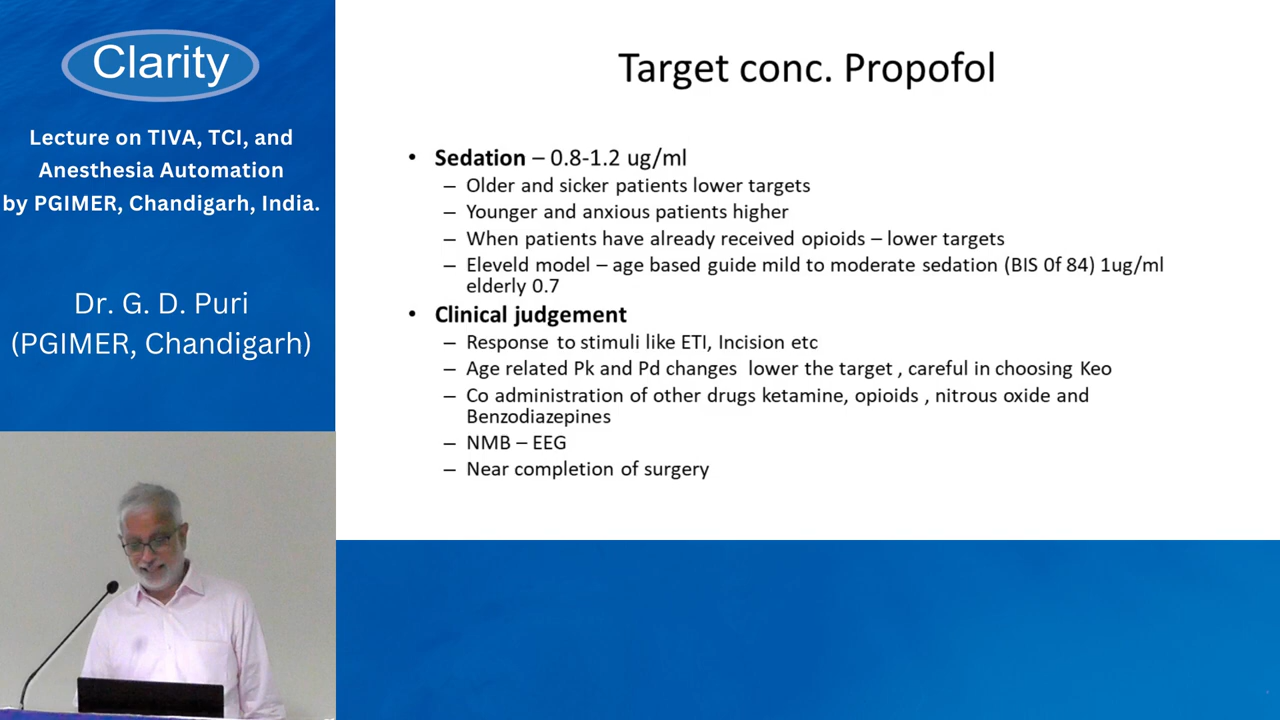 Clarity
Lecture on TIVA, TCI, and
Anesthesia Automation
by PGIMER, Chandigarh, India.
Dr. G. D. Puri
(PGIMER, Chandigarh)
Target conc. Propofol
• Sedation – 0.8-1.2 ug/ml
– Older and sicker patients lower targets
– Younger and anxious patients higher
– When patients have already received opioids – lower targets
– Eleveld model – age based guide mild to moderate sedation (BIS 0f 84) 1ug/ml
elderly 0.7
• Clinical judgement
– Response to stimuli like ETI, Incision etc
– Age related Pk and Pd changes lower the target , careful in choosing Keo
– Co administration of other drugs ketamine, opioids , nitrous oxide and
Benzodiazepines
– NMB – EEG
– Near completion of surgery